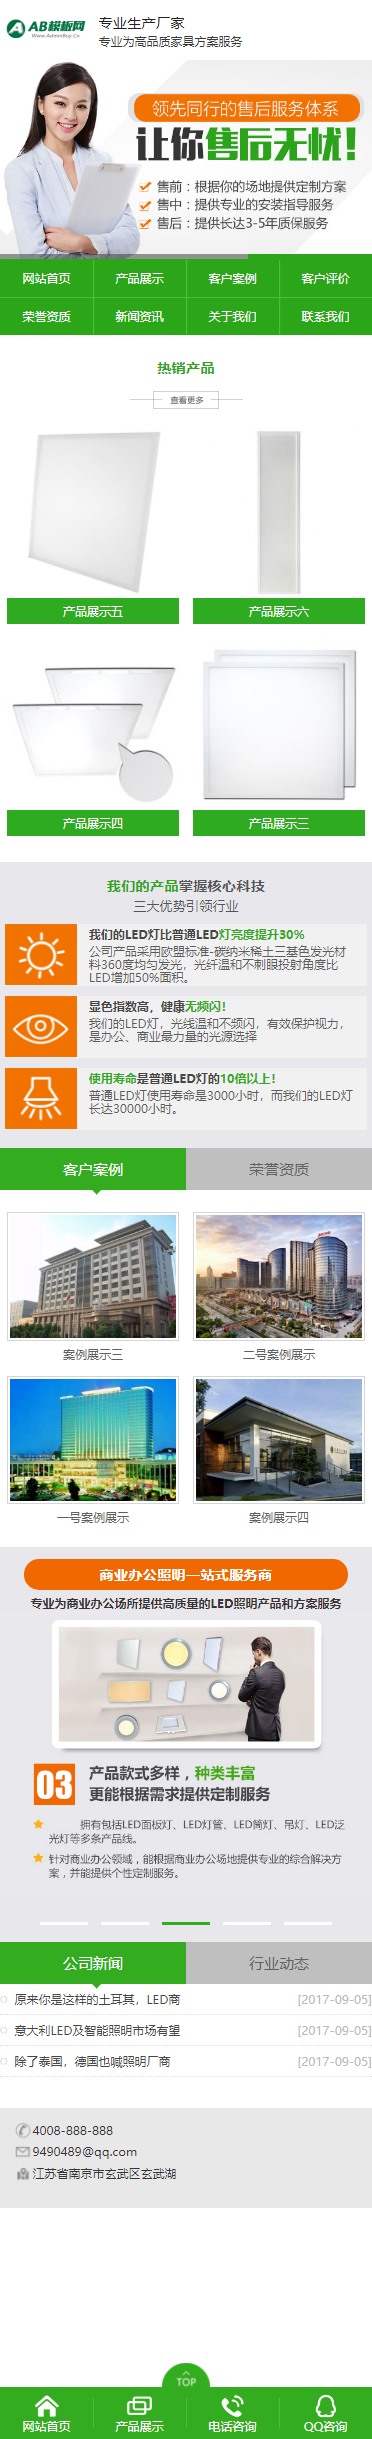 AB模板网
Www.AdminBuy.Cn
专业生产厂家
专业为高品质家具方案服务
领先同行的售后服务体系
让你售后无忧!
售前：根据你的场地提供定制方案
售中：提供专业的安装指导服务
售后：提供长达3-5年质保服务
网站首页 产品展示 客户案例 客户评价
荣誉资质 新闻资讯 关于我们 联系我们
热销产品
查看更多
产品展示五 产品展示六
产品展示四 产品展示三
我们的产品掌握核心科技
三大优势引领行业
我们的LED灯比普通LED灯亮度提升30%
公司产品采用欧盟标准-碳纳米稀土三基色发光材
料360度均匀发光，光纤温和不刺眼投射角度比
LED增加50%面积。
显色指数高，健康无频闪！
我们的LED灯，光线温和不频闪，有效保护视力，
是办公、商业最力量的光源选择
使用寿命是普通LED灯的10倍以上！
普通LED灯使用寿命是3000小时，而我们的LED灯
长达30000小时。
客户案例 荣誉资质
案例展示三 二号案例展示
一号案例展示 案例展示四
商业办公照明一站式服务商
专业为商业办公场所提供高质量的LED照明产品和方案服务
03
产品款式多样，种类丰富
更能根据需求提供定制服务
拥有包括LED面板灯、LED灯管、LED筒灯、吊灯、LED泛
光灯等多条产品线。
针对商业办公领域，能根据商业办公场地提供专业的综合解决方
案，并能提供个性定制服务。
公司新闻 行业动态
原来你是这样的土耳其，LED商 [2017-09-05]
意大利LED及智能照明市场有望 [2017-09-05]
除了泰国，德国也喊照明厂商 [2017-09-05]
4008-888-888
9490489@qq.com
江苏省南京市玄武区玄武湖
TOP
网站首页 产品展示 电话咨询 QQ咨询